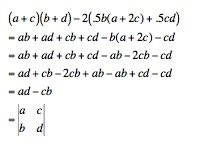 (a+c)(b+d)−2(.5b(a+2c)+.5cd)
=ab+ad+cb+cd−b(a+2c)−cd
=ab+ad+cb+cd−ab−2cb−cd
=ad+cb−2cb+ab−ab+cd−cd
=ad−cb
=|a c|
|b d|